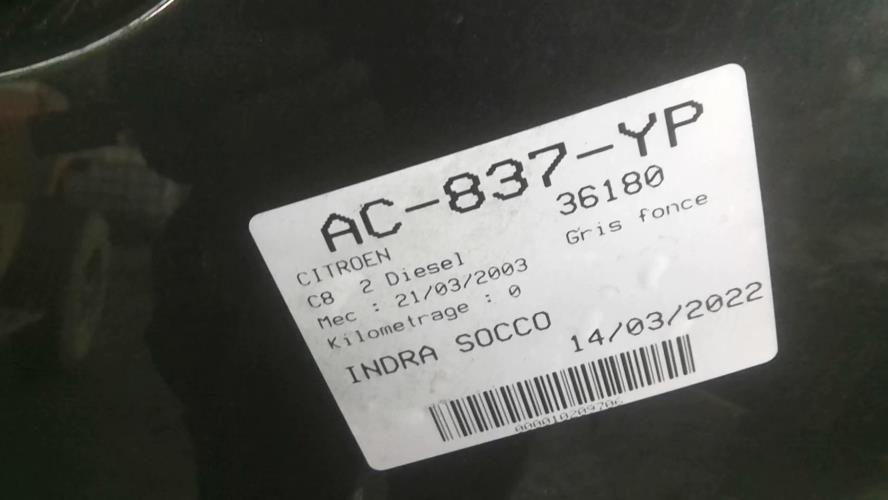 AC-837-YP
CITROEN 36180
C8 2 Diesel Gris fonce
Mec : 21/03/2003
Kilometrage : 0
INDRA SOCCO 14/03/2022
000010209706